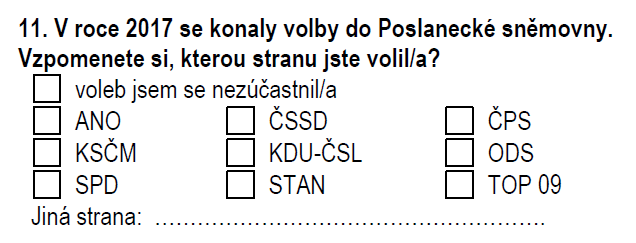 11. V roce 2017 se konaly volby do Poslanecké sněmovny.
Vzpomenete si, kterou stranu jste volil/a?
voleb jsem se nezúčastnil/a
ANO ČSSD ČPS
KSČM KDU-ČSL ODS
SPD STAN TOP 09
Jiná strana: ………………………………………….